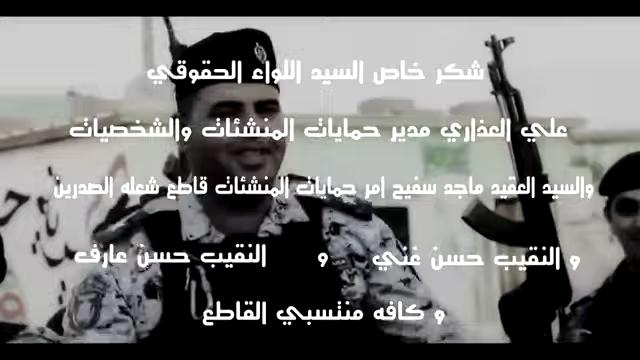 شكر خاص السيد اللواء الحقوقي
علي العذاري مدير حمايات المنشئات والشخصيات
والسيد العقيد ماجد سفيح امر حمايات المنشئات قاطع شعله الصدرين
و النقيب حسن غني و النقيب حسن عارف
و كافه منتسبي القاطع